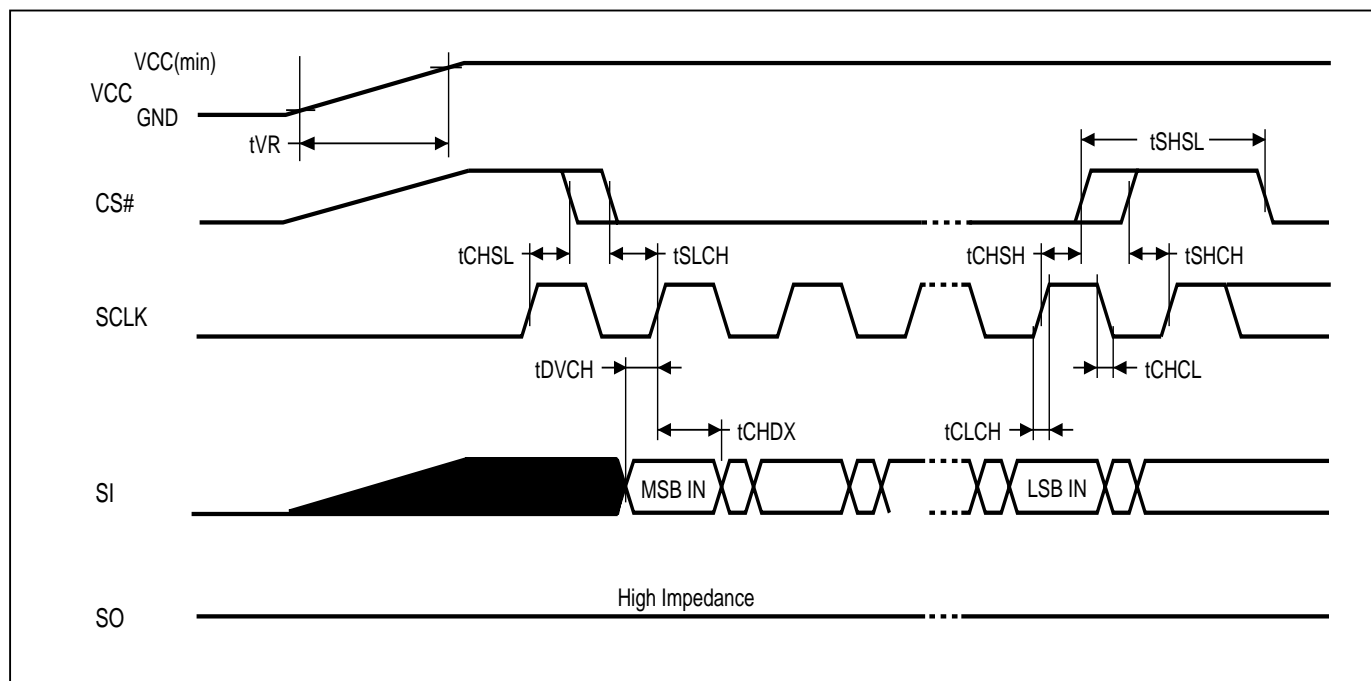 VCC(min)
VCC
GND
tVR
tSHSL
CS#
tCHSL
tSLCH
tCHSH
tSHCH
SCLK
tDVCH
tCHCL
tCHDX
tCLCH
SI
MSB IN
LSB IN
High Impedance
SO